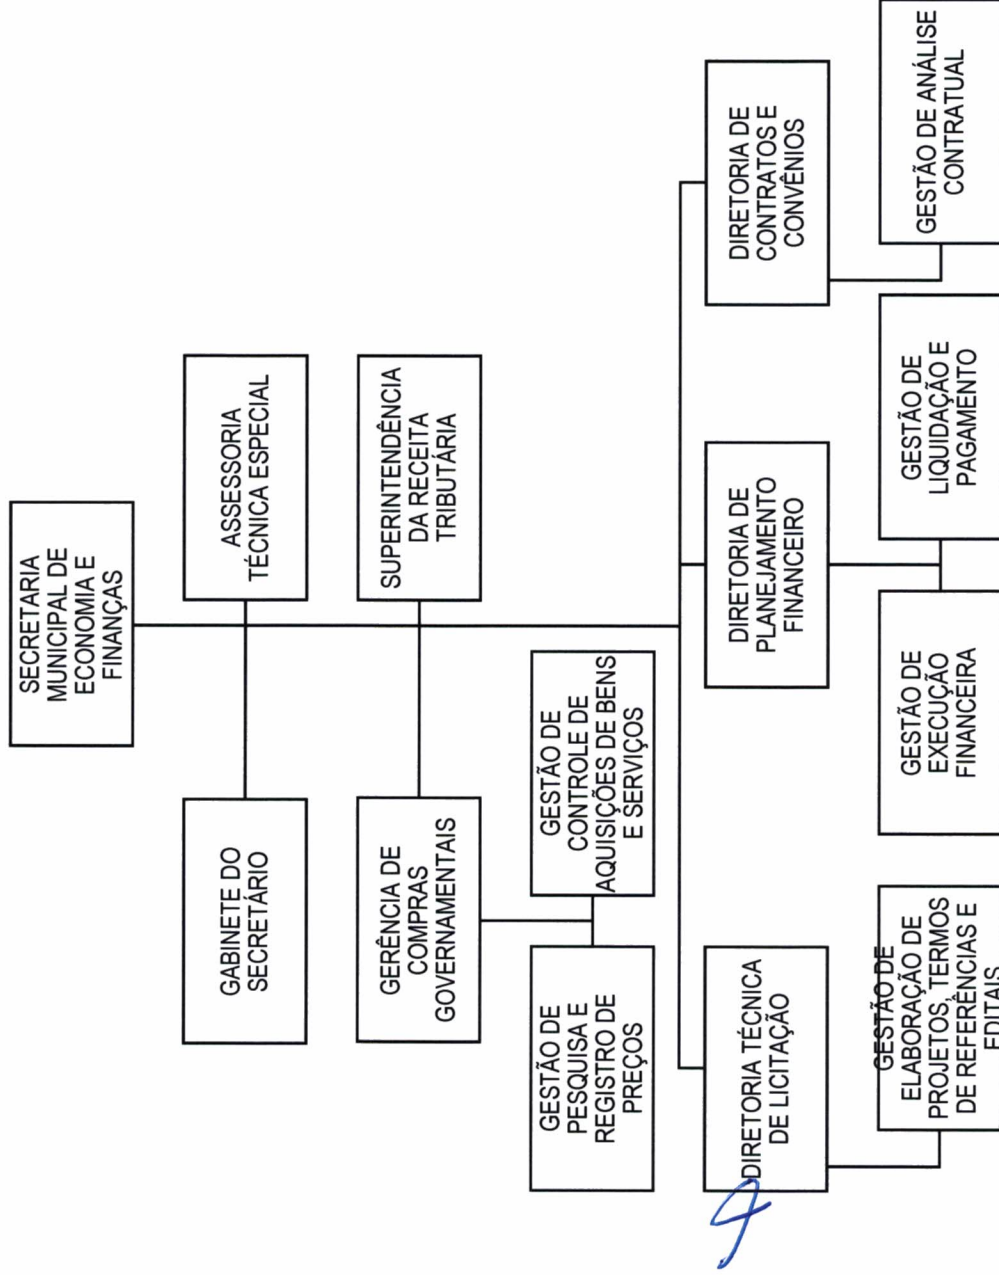 SECRETARIA
MUNICIPAL DE
ECONOMIA E
FINANÇAS
GABINETE DO
SECRETÁRIO
ASSESSORIA
TÉCNICA ESPECIAL
GERÊNCIA DE
COMPRAS
GOVERNAMENTAIS
SUPERINTENDÊNCIA
DA RECEITA
TRIBUTÁRIA
GESTÃO DE
PESQUISA E
REGISTRO DE
PREÇOS
GESTÃO DE
CONTROLE DE
AQUISIÇÕES DE BENS
E SERVIÇOS
DIRETORIA TÉCNICA
DE LICITAÇÃO
DIRETORIA DE
PLANEJAMENTO
FINANCEIRO
DIRETORIA DE
CONTRATOS E
CONVÊNIOS
GESTÃO DE
ELABORAÇÃO DE
PROJETOS, TERMOS
DE REFERÊNCIAS E
EDITAIS
GESTÃO DE
EXECUÇÃO
FINANCEIRA
GESTÃO DE
LIQUIDAÇÃO E
PAGAMENTO
GESTÃO DE ANÁLISE
CONTRATUAL